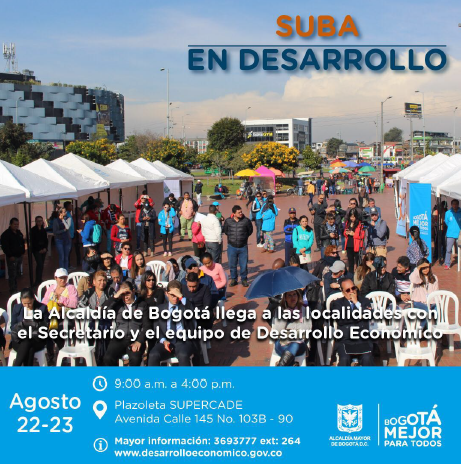 SUBA
EN DESARROLLO
BOGOTÁ
MEJOR
La Alcaldía de Bogotá llega a las localidades con
el Secretario y el equipo de Desarrollo Económico
Agosto
22-23
9:00 a.m. a 4:00 p.m.
Plazoleta SUPERCADE
Avenida Calle 145 No. 103B - 90
Mayor información: 3693777 ext: 264
www.desarrolloeconomico.gov.co
ALCALDÍA MAYOR
DE BOGOTÁ D.C.
BOGOTÁ
MEJOR
PARA TODOS